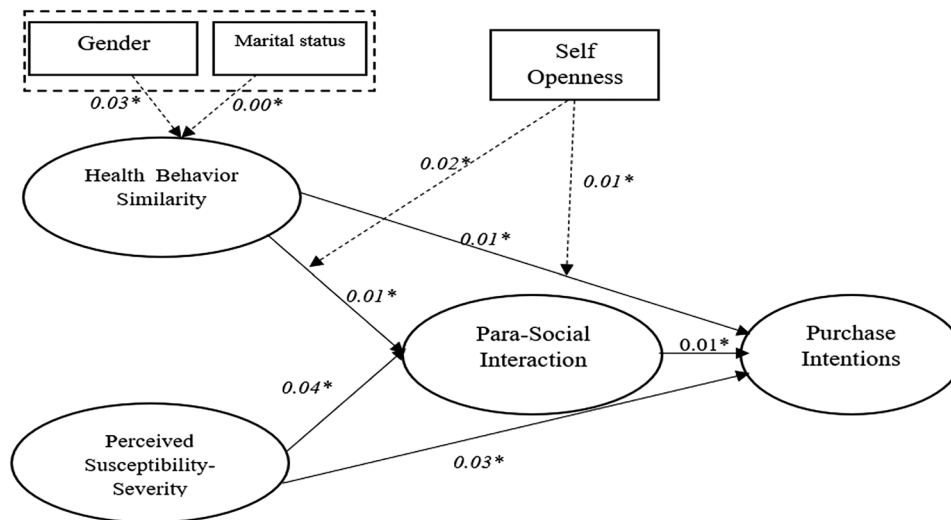 Gender
Marital status
Self
Openness
0.03*
0.00*
Health Behavior
Similarity
0.02*
0.01*
0.01*
0.01*
Para-Social
Interaction
0.01*
Purchase
Intentions
0.04*
Perceived
Susceptibility-
Severity
0.03*